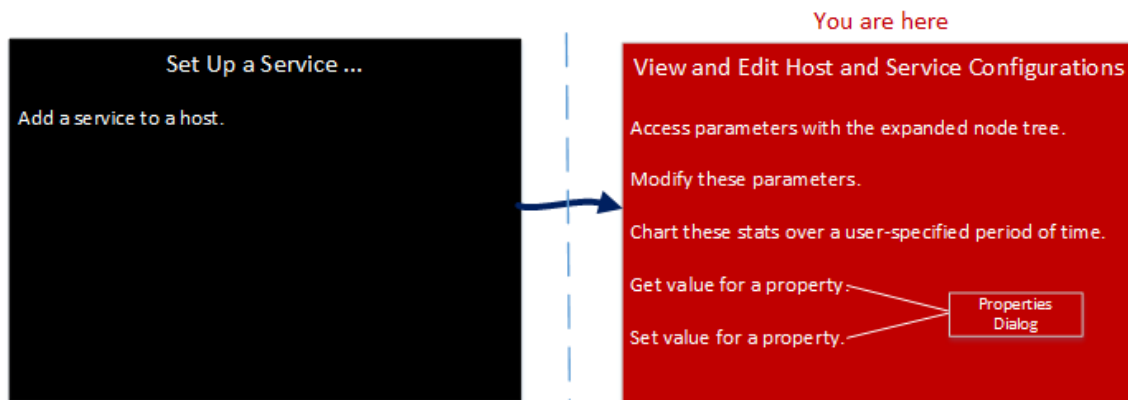 You are here
Set Up a Service ...
Add a service to a host.
View and Edit Host and Service Configurations
Access parameters with the expanded node tree.
Modify these parameters.
Chart these stats over a user-specified period of time.
Get value for a property.
Set value for a property.
Properties
Dialog